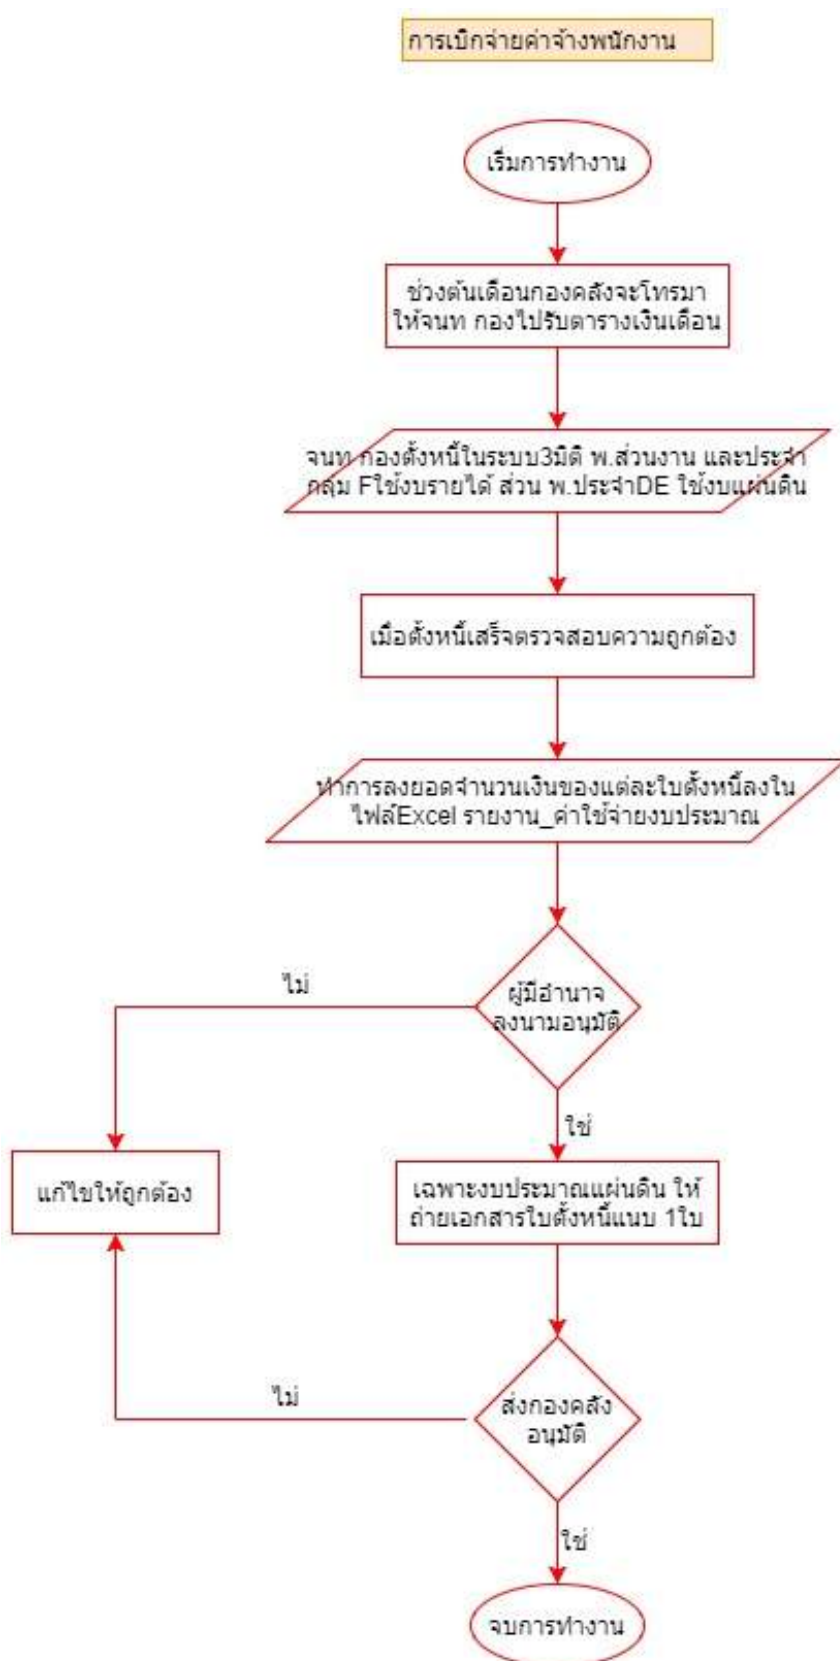 การเบิกจ่ายค่าจ้างพนักงาน
เริ่มการทำงาน
ช่วงต้นเดือนกองคลังจะโทรมา
ให้จนท กองไปรับตารางเงินเดือน
จนท กองตั้งหนี้ในระบบ3มิติ พ.ส่วนงาน และประจำ
กลุ่ม Fใช้งบรายได้ ส่วน พ.ประจำDE ใช้งบแผ่นดิน
เมื่อตั้งหนี้เสร็จตรวจสอบความถูกต้อง
ทำการลงยอดจำนวนเงินของแต่ละใบตั้งหนี้ลงใน
ไฟล์Excel รายงาน_ค่าใช้จ่ายงบประมาณ
ไม่
ผู้มีอำนาจ
ลงนามอนุมัติ
ใช่
แก้ไขให้ถูกต้อง
เฉพาะงบประมาณแผ่นดิน ให้
ถ่ายเอกสารใบตั้งหนี้แนบ 1ใบ
ไม่
ส่งกองคลัง
อนุมัติ
ใช่
จบการทำงาน